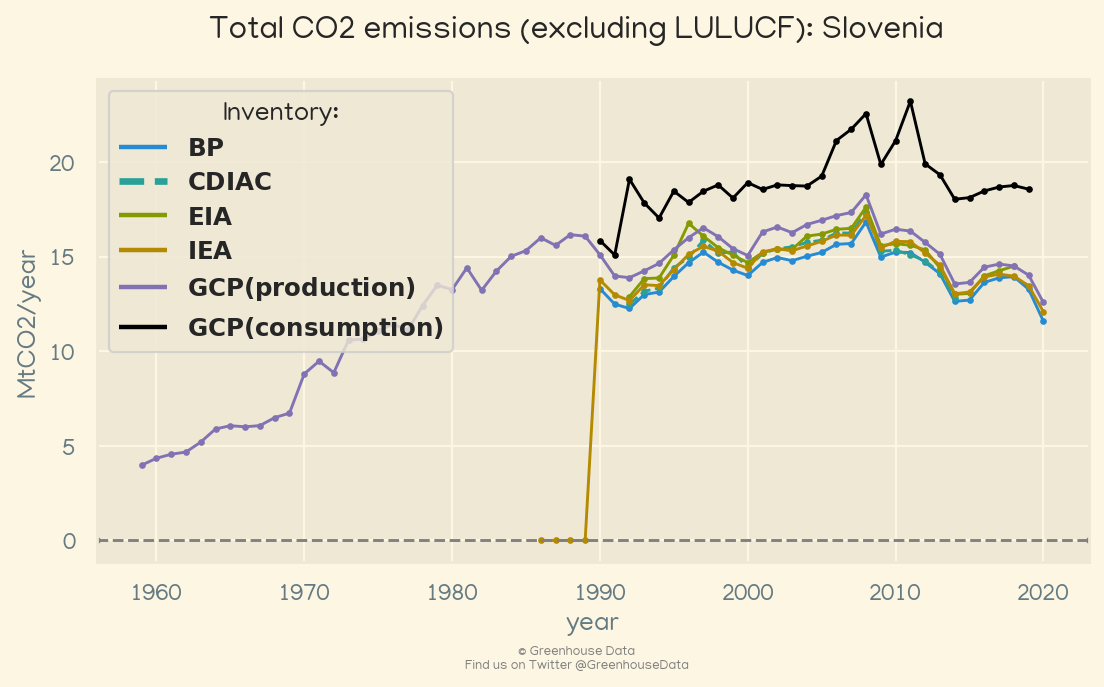 Total CO2 emissions (excluding LULUCF): Slovenia
Inventory:
BP
CDIAC
EIA
IEA
GCP(production)
GCP(consumption)
MtCO2/year
20
15
10
5
0
1960 1970 1980 1990 2000 2010 2020
year
© Greenhouse Data
Find us on Twitter @GreenhouseData